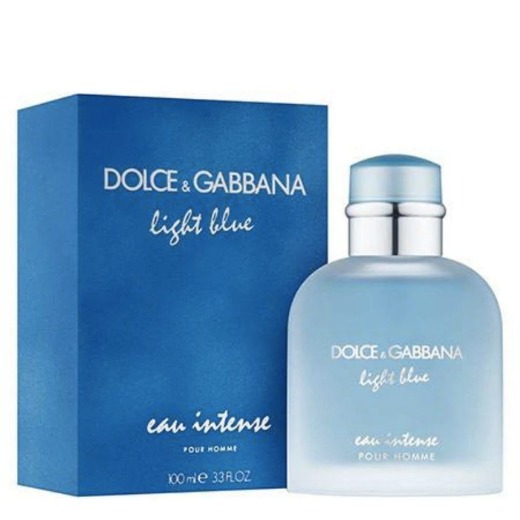 DOLCE & GABBANA
light blue
eau intense
POUR HOMME
100 ml e 3.3 FL.OZ
DOLCE & GABBANA
light blue
eau intense
POUR HOMME